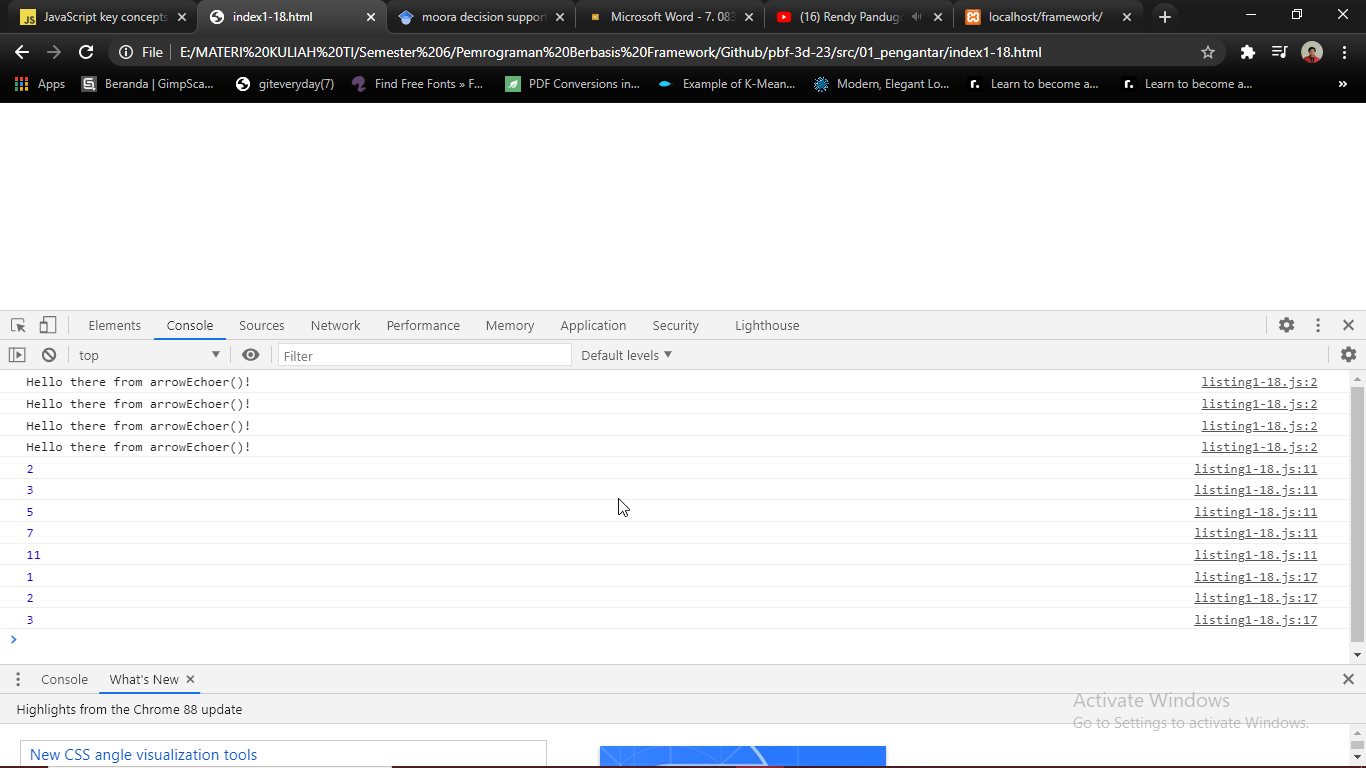 JavaScript key concepts
index1-18.html
moora decision support
Microsoft Word - 7. 083
(16) Rendy Pandugo
localhost/framework/
File
E:/MATERI%20KULIAH%20TI/Semester%206/Pemrograman%20Berbasis%20Framework/Github/pbf-3d-23/src/01_pengantar/index1-18.html
Apps
Beranda | GimpSca...
giteveryday(7)
Find Free Fonts » F...
PDF Conversions in...
Example of K-Mean...
Modern, Elegant Lo...
Learn to become a...
Learn to become a...
»
Elements Console Sources Network Performance Memory Application Security Lighthouse
top Filter Default levels
Hello there from arrowEchoer()! listing1-18.js:2
Hello there from arrowEchoer()! listing1-18.js:2
Hello there from arrowEchoer()! listing1-18.js:2
Hello there from arrowEchoer()! listing1-18.js:2
2 listing1-18.js:11
3 listing1-18.js:11
5 listing1-18.js:11
7 listing1-18.js:11
11 listing1-18.js:11
1 listing1-18.js:17
2 listing1-18.js:17
3 listing1-18.js:17
Console What's New
Highlights from the Chrome 88 update
Activate Windows
Go to Settings to activate Windows.
New CSS angle visualization tools